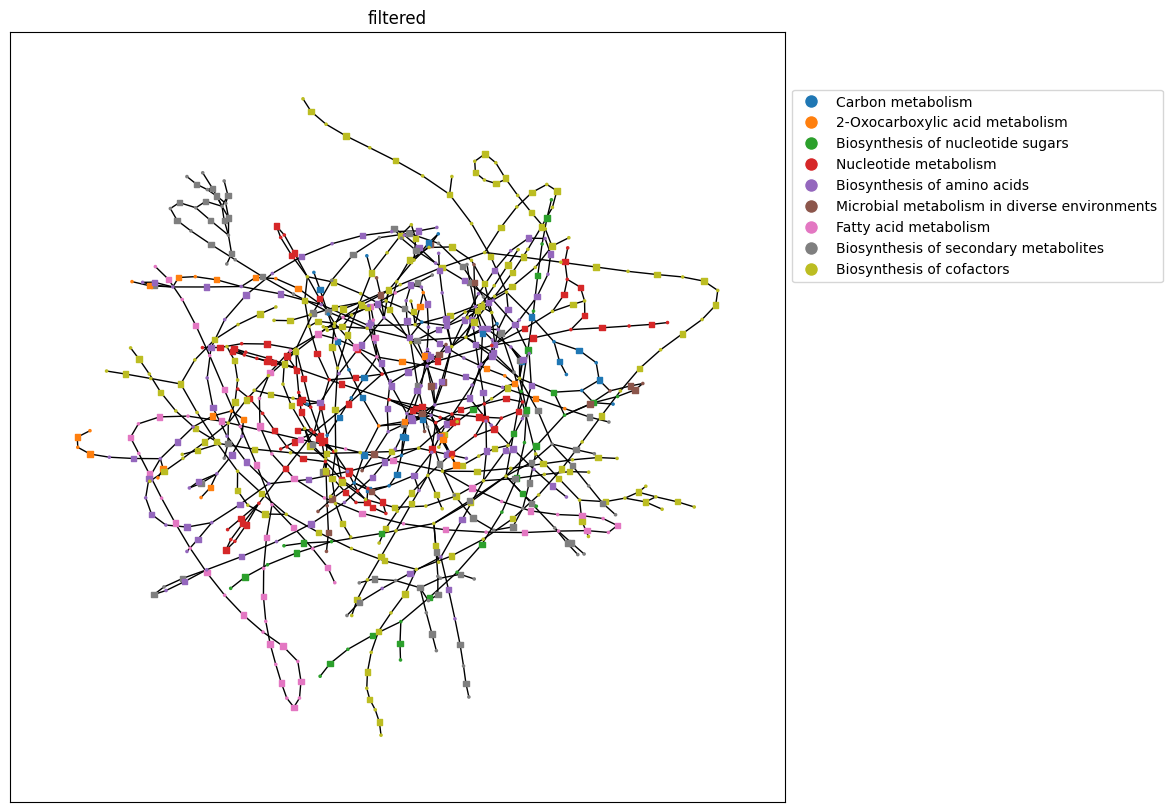 filtered
Carbon metabolism
2-Oxocarboxylic acid metabolism
Biosynthesis of nucleotide sugars
Nucleotide metabolism
Biosynthesis of amino acids
Microbial metabolism in diverse environments
Fatty acid metabolism
Biosynthesis of secondary metabolites
Biosynthesis of cofactors